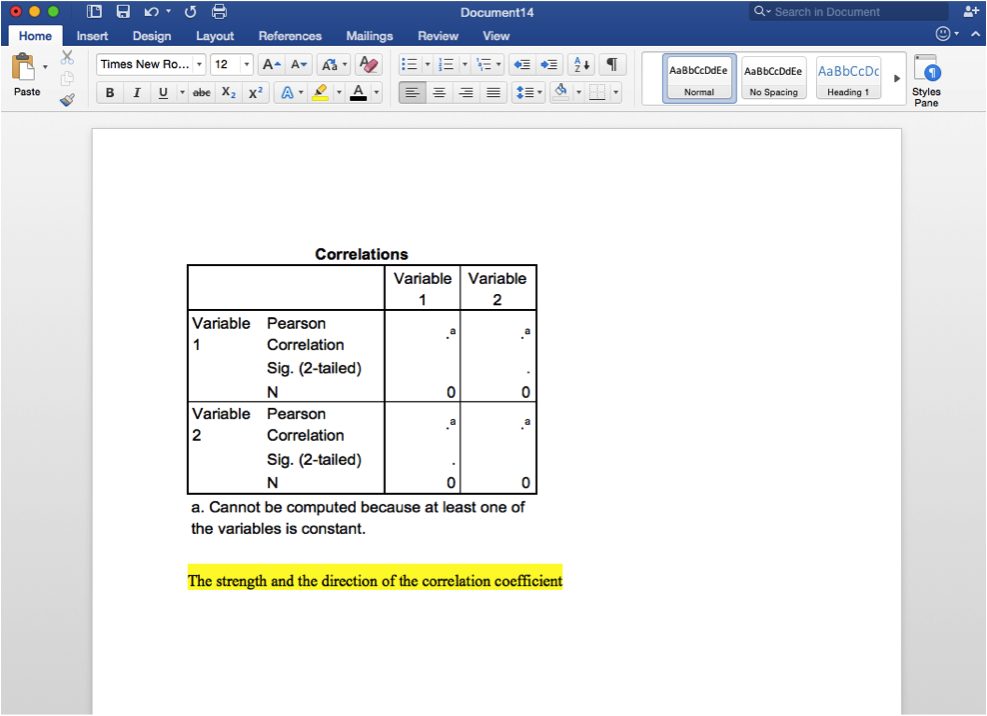 Document14
Search in Document
Home Insert Design Layout References Mailings Review View
Paste
Times New Ro... 12
A A Aa A
B I U abc X2 X2 A A
AaBbCcDdEe AaBbCcDdEe AaBbCcDc
Normal No Spacing Heading 1
Styles
Pane
Correlations
Variable Variable
1 2
Variable Pearson
1 Correlation .a .a
Sig. (2-tailed) .
N 0 0
Variable Pearson
2 Correlation .a .a
Sig. (2-tailed) .
N 0 0
a. Cannot be computed because at least one of
the variables is constant.
The strength and the direction of the correlation coefficient